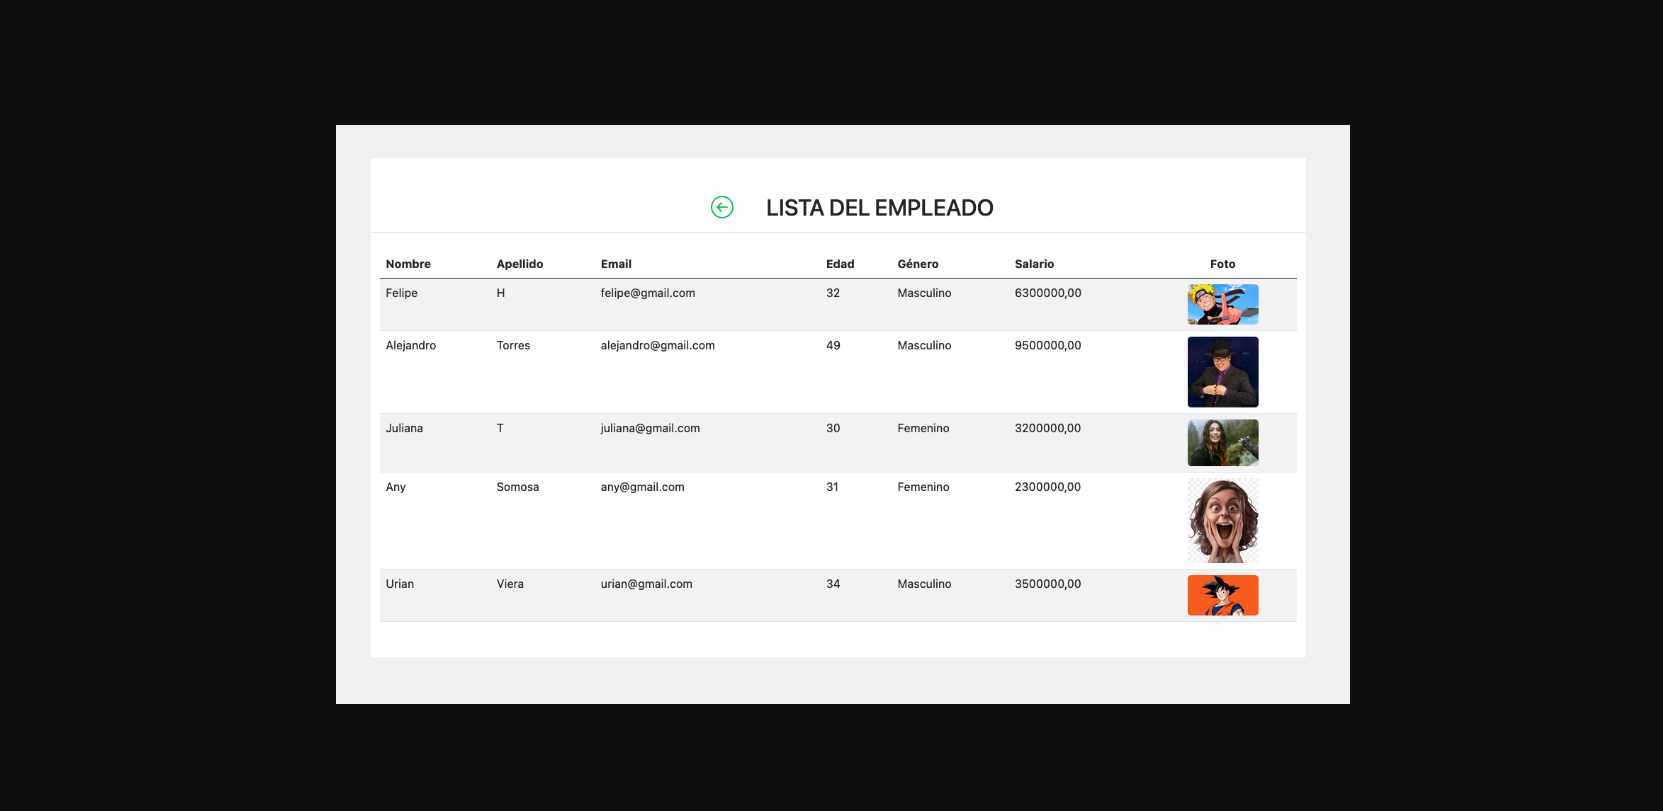 LISTA DEL EMPLEADO
Nombre Apellido Email Edad Género Salario Foto
Felipe H felipe@gmail.com 32 Masculino 6300000,00
Alejandro Torres alejandro@gmail.com 49 Masculino 9500000,00
Juliana T juliana@gmail.com 30 Femenino 3200000,00
Any Somosa any@gmail.com 31 Femenino 2300000,00
Urian Viera urian@gmail.com 34 Masculino 3500000,00